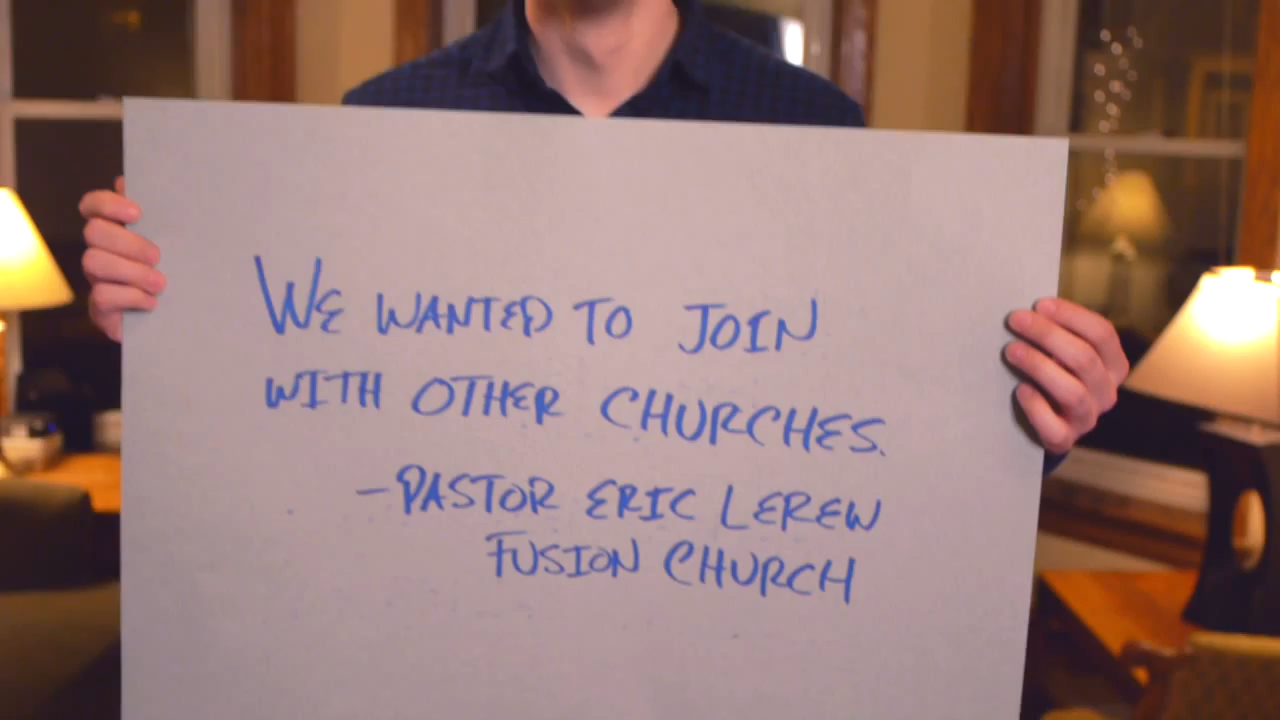 WE WANTED TO JOIN
WITH OTHER CHURCHES.
-PASTOR ERIC LEREW
FUSION CHURCH